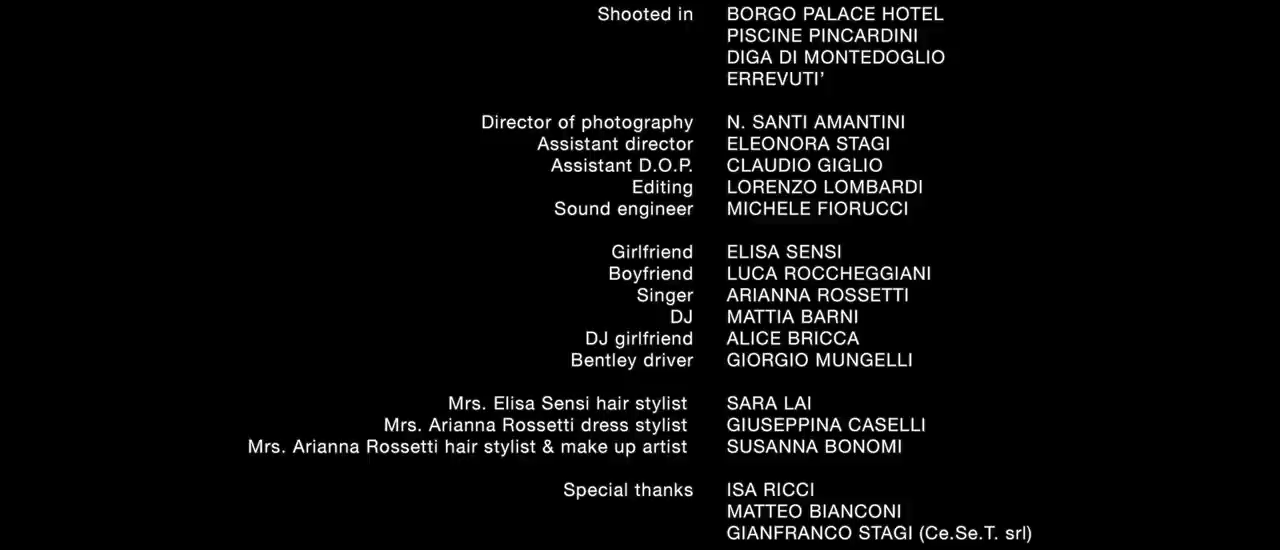 Shooted in BORGO PALACE HOTEL
PISCINE PINCARDINI
DIGA DI MONTEDOGLIO
ERREVUTI’
Director of photography N. SANTI AMANTINI
Assistant director ELEONORA STAGI
Assistant D.O.P. CLAUDIO GIGLIO
Editing LORENZO LOMBARDI
Sound engineer MICHELE FIORUCCI
Girlfriend ELISA SENSI
Boyfriend LUCA ROCCHEGGIANI
Singer ARIANNA ROSSETTI
DJ MATTIA BARNI
DJ girlfriend ALICE BRICCA
Bentley driver GIORGIO MUNGELLI
Mrs. Elisa Sensi hair stylist SARA LAI
Mrs. Arianna Rossetti dress stylist GIUSEPPINA CASELLI
Mrs. Arianna Rossetti hair stylist & make up artist SUSANNA BONOMI
Special thanks ISA RICCI
MATTEO BIANCONI
GIANFRANCO STAGI (Ce.Se.T. srl)